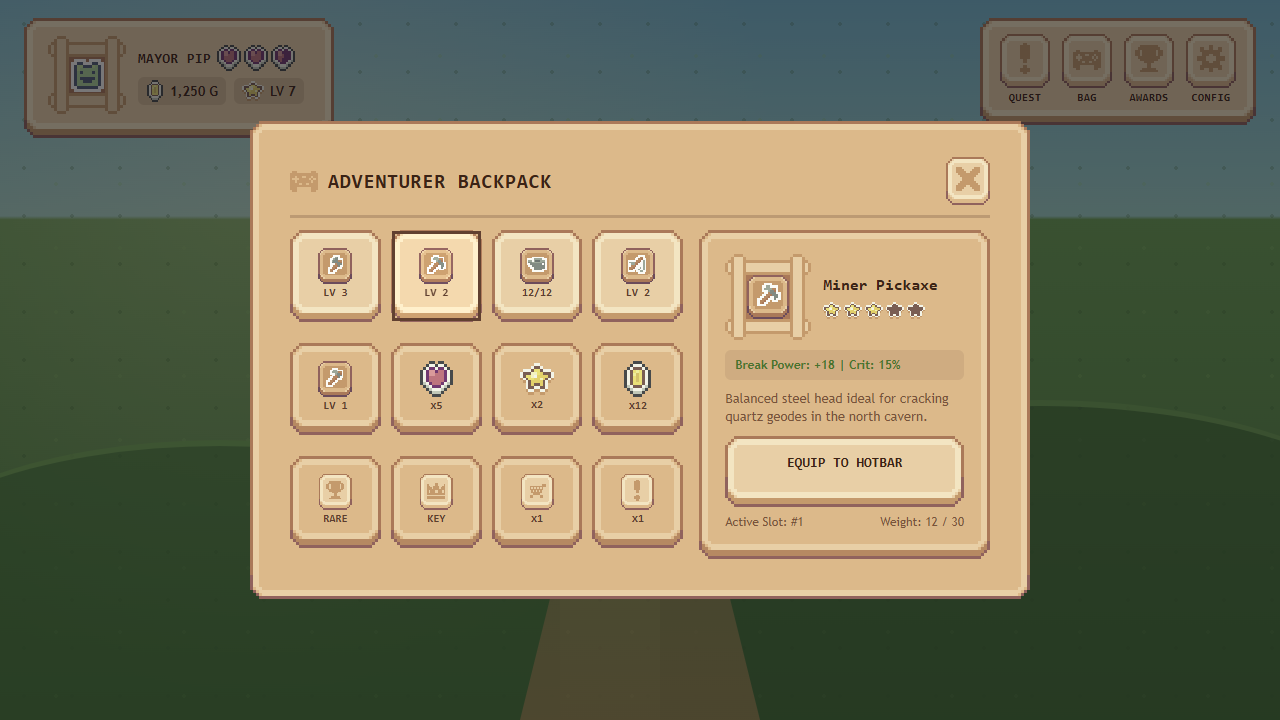 MAYOR PIP
1,250 G
LV 7
QUEST
BAG
AWARDS
CONFIG
ADVENTURER BACKPACK
LV 3
LV 2
12/12
LV 2
LV 1
X5
X2
X12
RARE
KEY
X1
X1
Miner Pickaxe
Break Power: +18 | Crit: 15%
Balanced steel head ideal for cracking
quartz geodes in the north cavern.
EQUIP TO HOTBAR
Active Slot: #1
Weight: 12 / 30